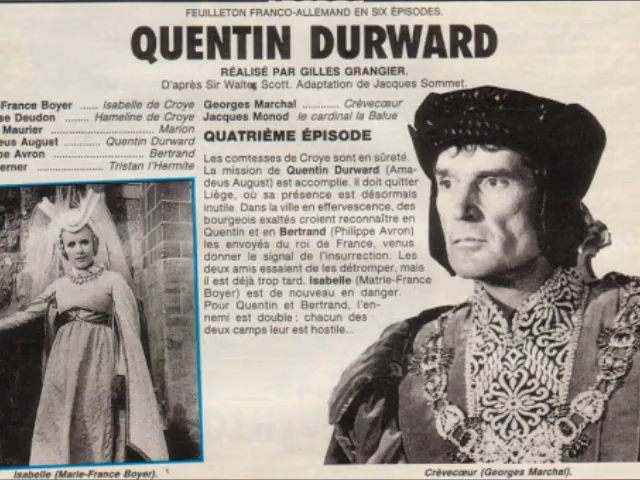 FEUILLETON FRANCO-ALLEMAND EN SIX ÉPISODES.
QUENTIN DURWARD
RÉALISÉ PAR GILLES GRANGIER.
D'après Sir Walter Scott. Adaptation de Jacques Sommet.
-France Boyer ...... Isabelle de Croye
se Deudon ...... Hameline de Croye
Maurier .......................... Marion
eus August ........ Quentin Durward
pe Avron ....................... Bertrand
erner ................ Tristan l'Hermite
Georges Marchal ............ Crèvecœur
Jacques Monod le cardinal la Balue
QUATRIÈME ÉPISODE
Les comtesses de Croye sont en sûreté.
La mission de Quentin Durward (Ama-
deus August) est accomplie. Il doit quitter
Liège, où sa présence est désormais
inutile. Dans la ville en effervescence, des
bourgeois exaltés croient reconnaître en
Quentin et en Bertrand (Philippe Avron)
les envoyés du roi de France, venus
donner le signal de l'insurrection. Les
deux amis essaient de les détromper, mais
il est déjà trop tard. Isabelle (Matrie-France
Boyer) est de nouveau en danger.
Pour Quentin et Bertrand, l'en-
nemi est double : chacun des
deux camps leur est hostile...
Isabelle (Marie-France Boyer).
Crèvecœur (Georges Marchal).